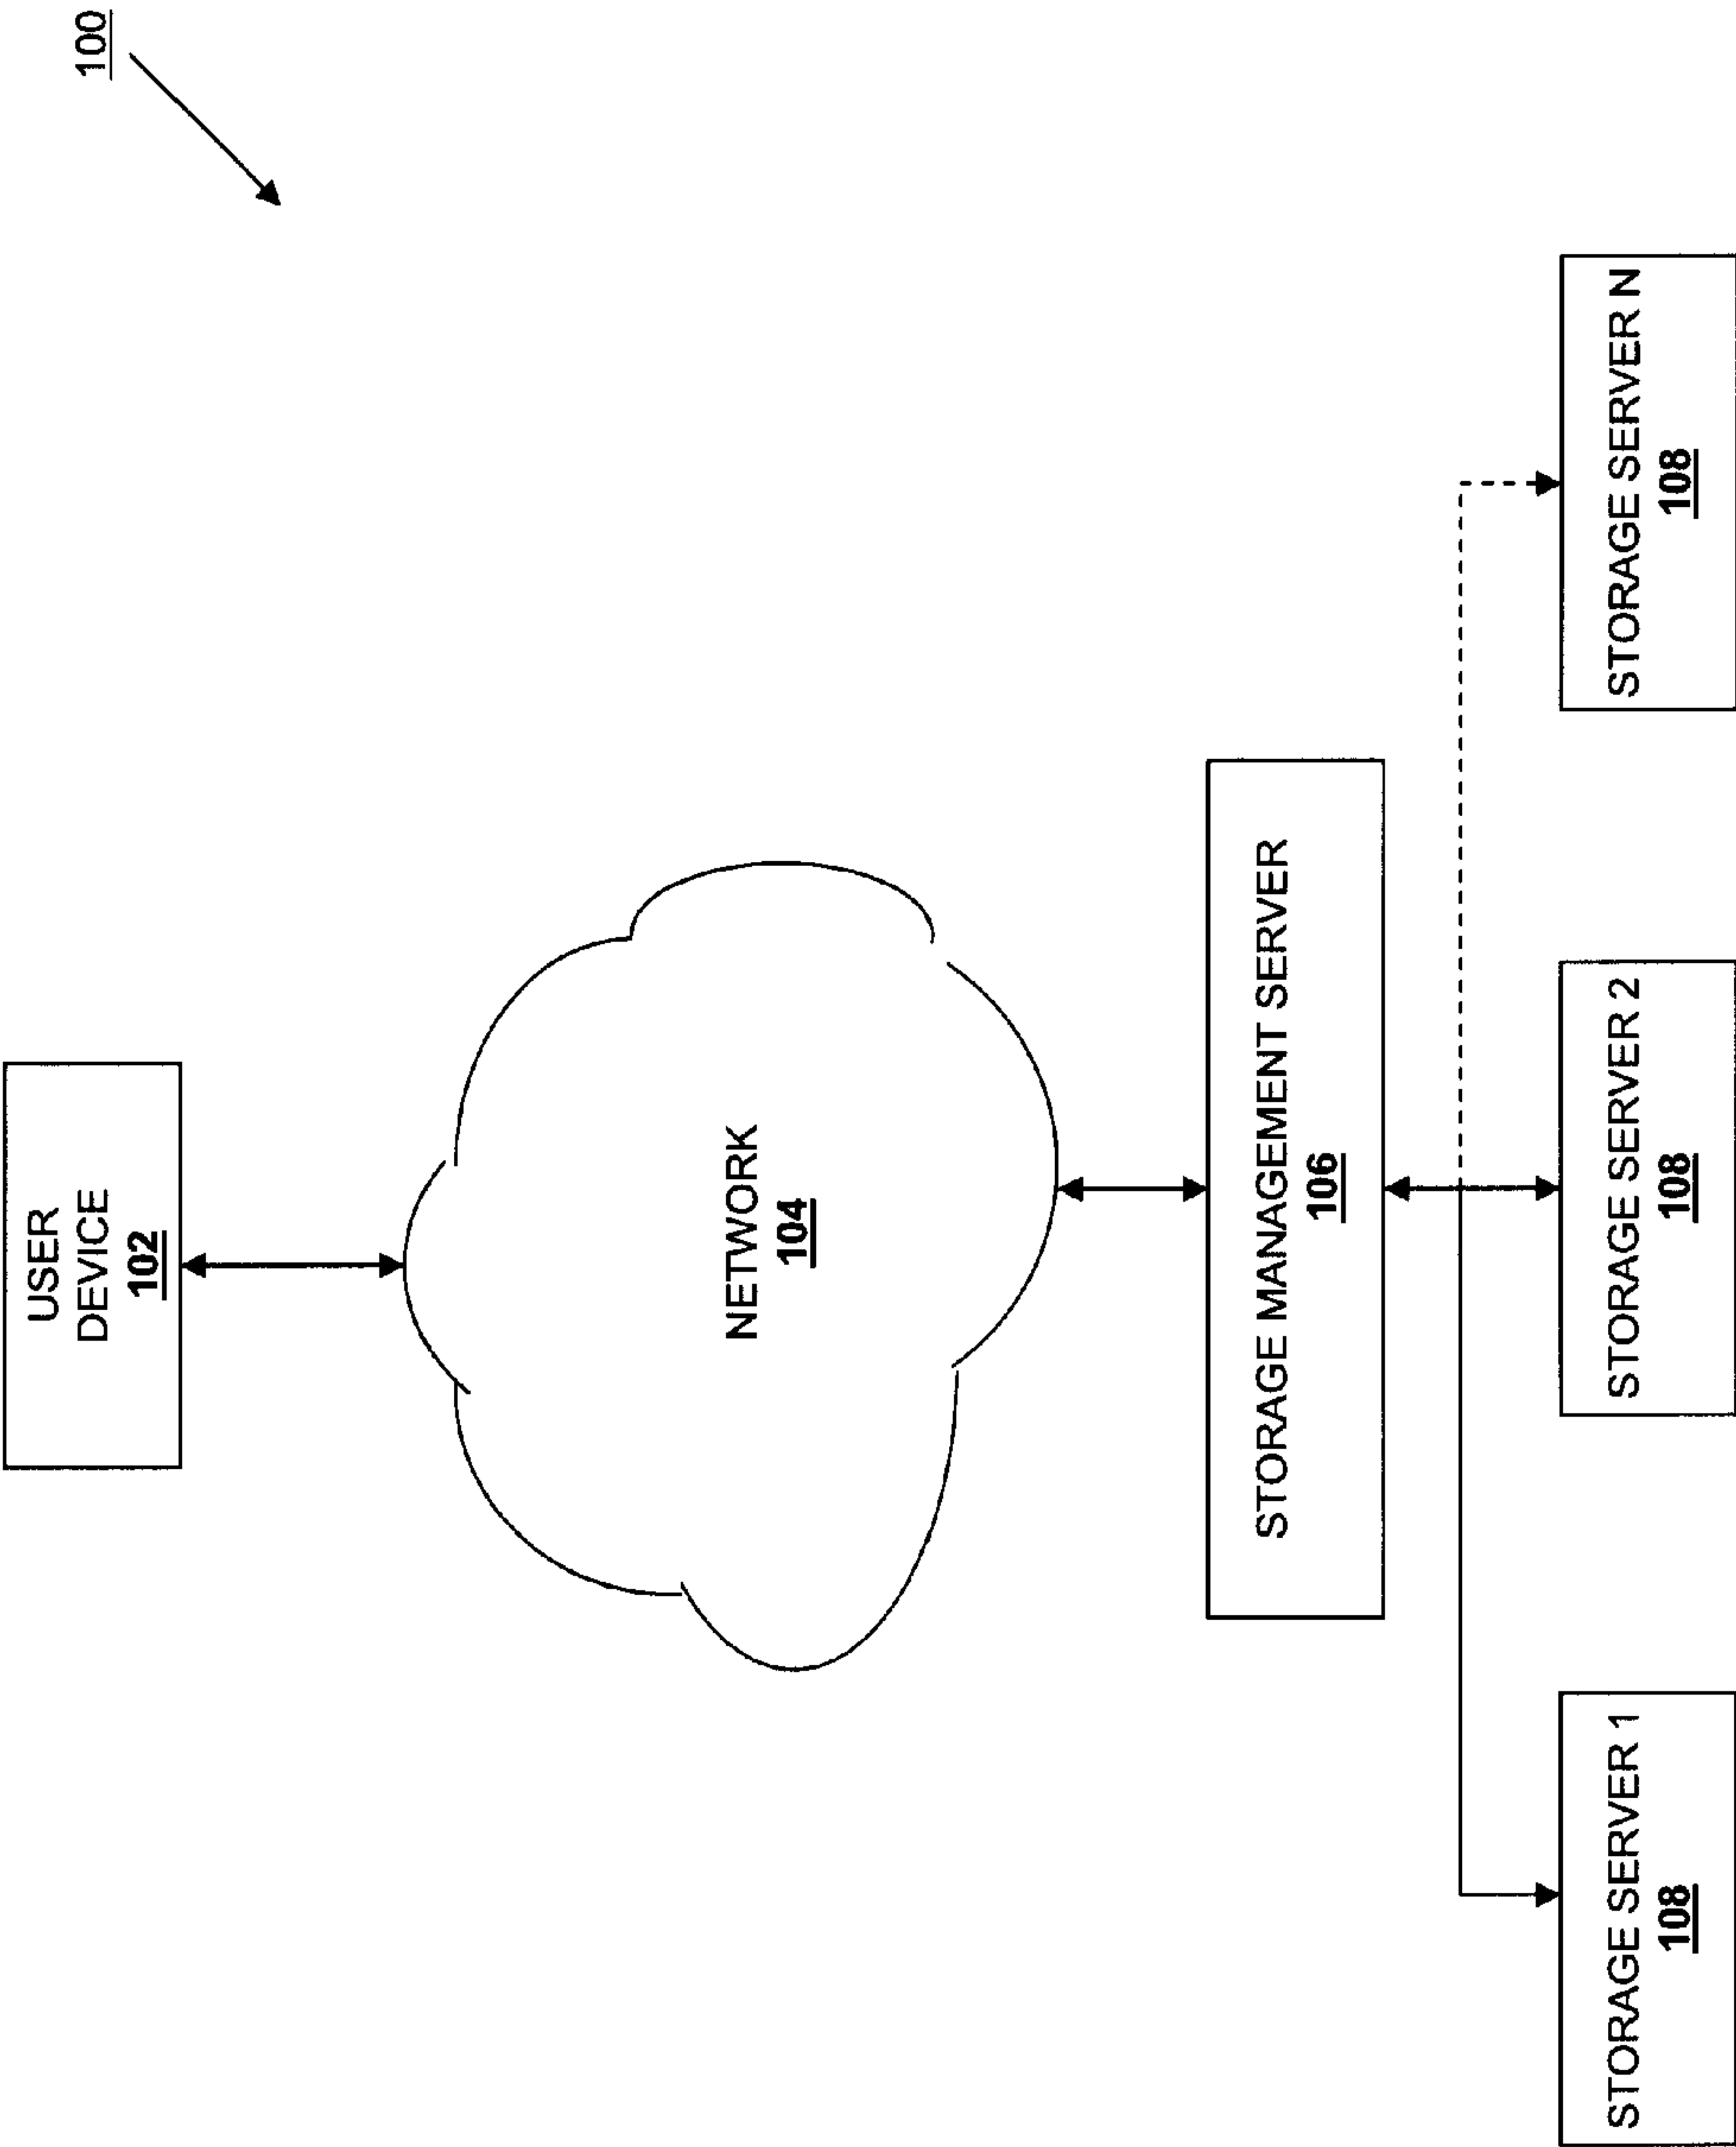 100
USER
DEVICE
102
NETWORK
104
STORAGE MANAGEMENT SERVER
106
STORAGE SERVER 1
108
STORAGE SERVER 2
108
STORAGE SERVER N
108